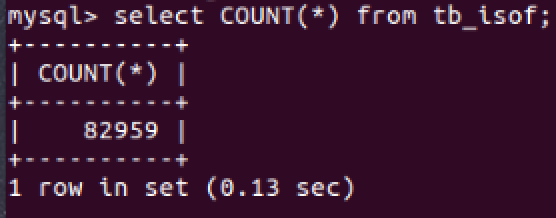 mysql> select COUNT(*) from tb_isof;
+----------+
| COUNT(*) |
+----------+
|    82959 |
+----------+
1 row in set (0.13 sec)